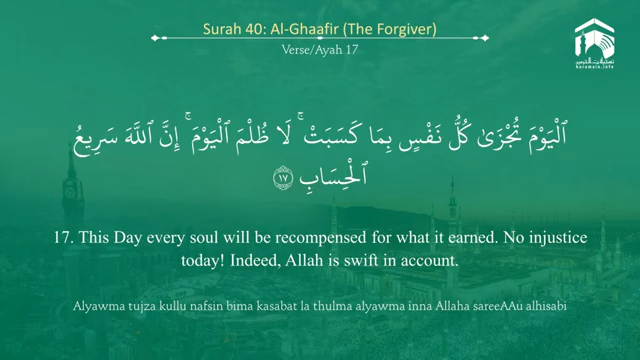 Surah 40: Al-Ghaafir (The Forgiver)
Verse/Ayah 17
haramain.info
ٱلْيَوْمَ تُجْزَىٰ كُلُّ نَفْسٍۭ بِمَا كَسَبَتْ ۚ لَا ظُلْمَ ٱلْيَوْمَ ۚ إِنَّ ٱللَّهَ سَرِيعُ
ٱلْحِسَابِ ١٧
17. This Day every soul will be recompensed for what it earned. No injustice
today! Indeed, Allah is swift in account.
Alyawma tujza kullu nafsin bima kasabat la thulma alyawma inna Allaha sareeAAu alhisabi